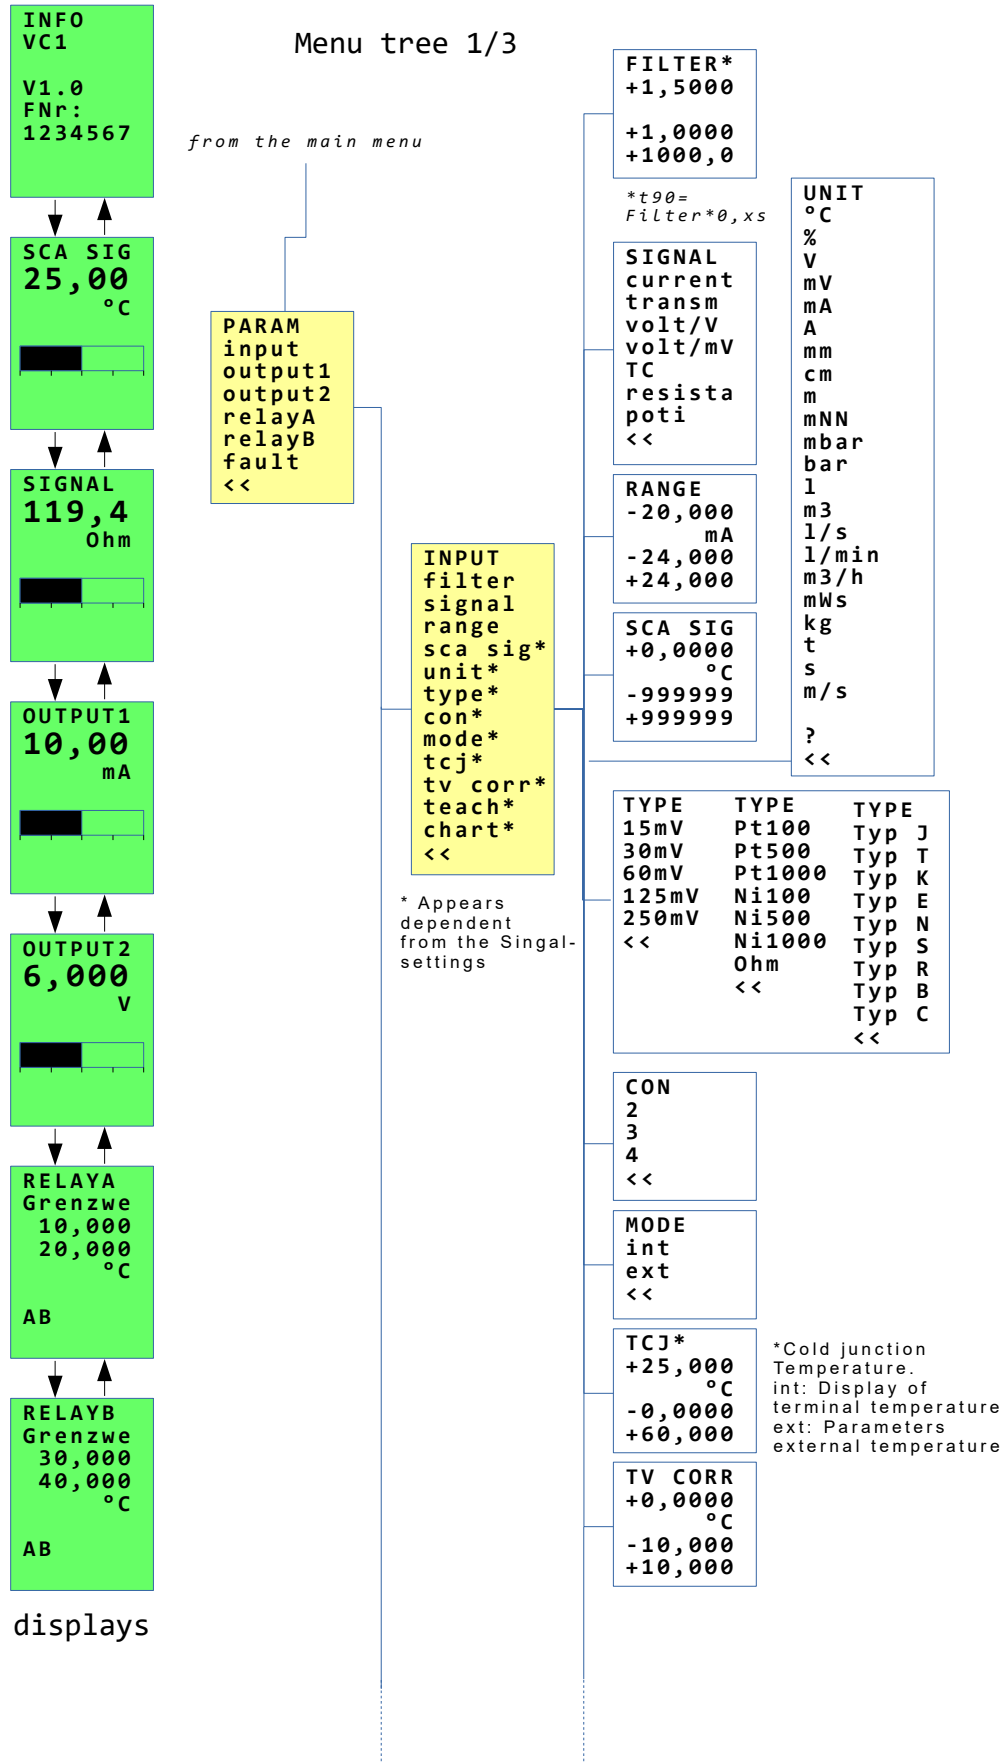 INFO
VC1
V1.0
FNr:
1234567
SCA SIG
25,00
°C
SIGNAL
119,4
Ohm
OUTPUT1
10,00
mA
OUTPUT2
6,000
V
RELAYA
Grenzwe
10,000
20,000
°C
AB
RELAYB
Grenzwe
30,000
40,000
°C
AB
displays
Menu tree 1/3
from the main menu
PARAM
input
output1
output2
relayA
relayB
fault
<<
INPUT
filter
signal
range
sca sig*
unit*
type*
con*
mode*
tcj*
tv corr*
teach*
chart*
<<
* Appears
dependent
from the Singal-
settings
FILTER*
+1,5000
+1,0000
+1000,0
*t90=
Filter*0,xs
SIGNAL
current
transm
volt/V
volt/mV
TC
resista
poti
<<
RANGE
-20,000
mA
-24,000
+24,000
SCA SIG
+0,0000
°C
-999999
+999999
UNIT
°C
%
V
mV
mA
A
mm
cm
m
mNN
mbar
bar
l
m3
l/s
l/min
m3/h
mWs
kg
t
s
m/s
?
<<
TYPE
15mV
30mV
60mV
125mV
250mV
<<
TYPE
Pt100
Pt500
Pt1000
Ni100
Ni500
Ni1000
Ohm
<<
TYPE
Typ J
Typ T
Typ K
Typ E
Typ N
Typ S
Typ R
Typ B
Typ C
<<
CON
2
3
4
<<
MODE
int
ext
<<
TCJ*
+25,000
°C
-0,0000
+60,000
*Cold junction
Temperature.
int: Display of
terminal temperature
ext: Parameters
external temperature
TV CORR
+0,0000
°C
-10,000
+10,000